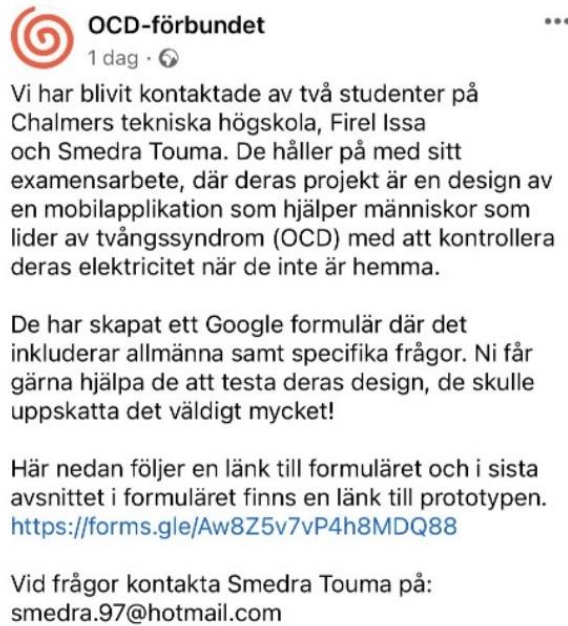 OCD-förbundet
1 dag ·
Vi har blivit kontaktade av två studenter på
Chalmers tekniska högskola, Firel Issa
och Smedra Touma. De håller på med sitt
examensarbete, där deras projekt är en design av
en mobilapplikation som hjälper människor som
lider av tvångssyndrom (OCD) med att kontrollera
deras elektricitet när de inte är hemma.
De har skapat ett Google formulär där det
inkluderar allmänna samt specifika frågor. Ni får
gärna hjälpa de att testa deras design, de skulle
uppskatta det väldigt mycket!
Här nedan följer en länk till formuläret och i sista
avsnittet i formuläret finns en länk till prototypen.
https://forms.gle/Aw8Z5v7vP4h8MDQ88
Vid frågor kontakta Smedra Touma på:
smedra.97@hotmail.com